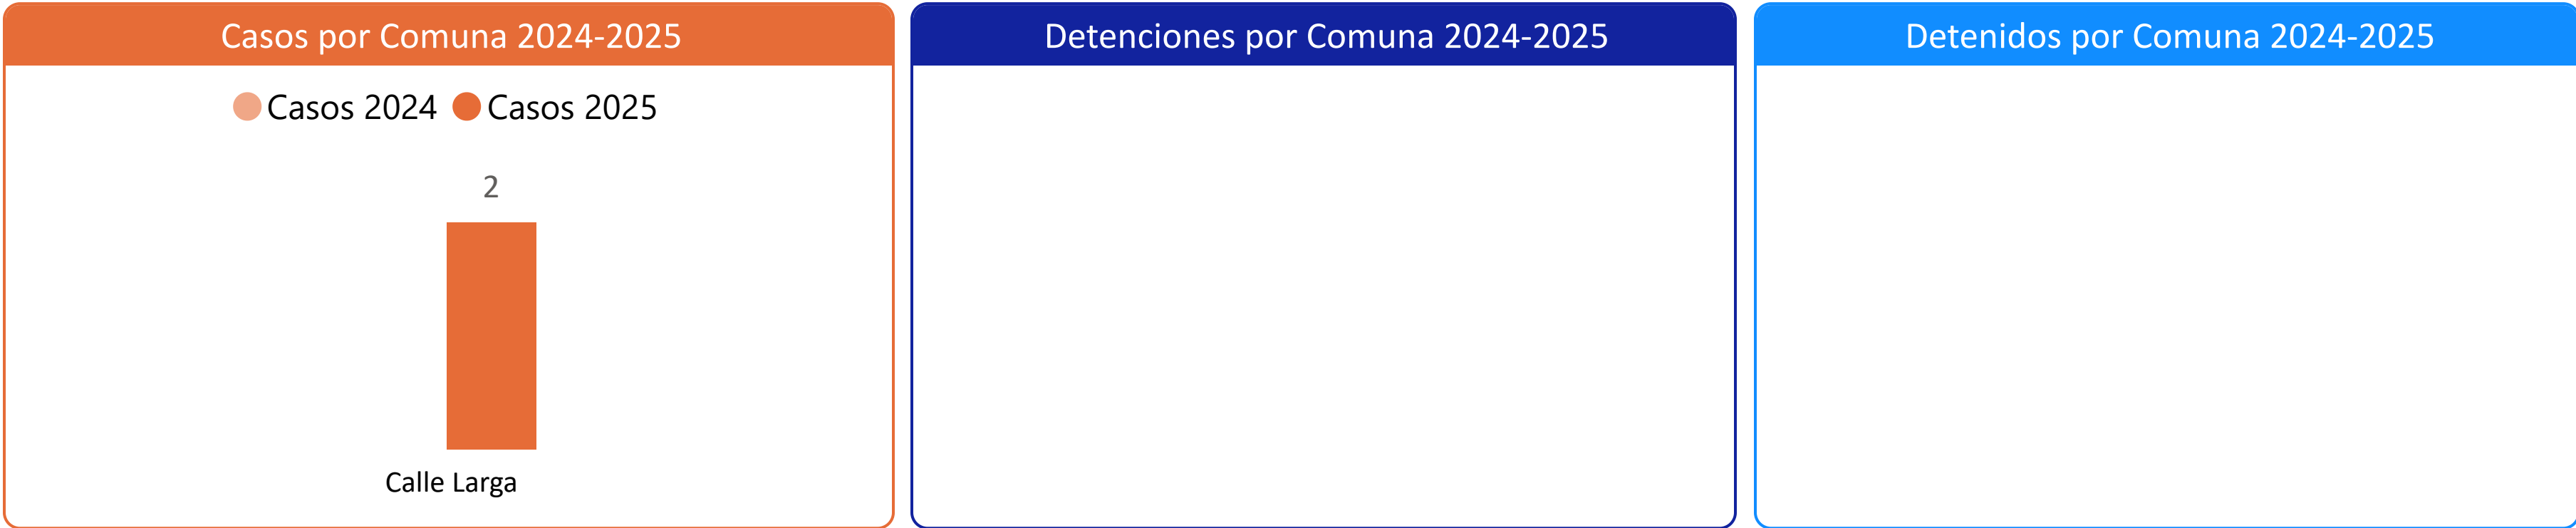 Casos por Comuna 2024-2025
Casos 2024 Casos 2025
2
Calle Larga
Detenciones por Comuna 2024-2025
Detenidos por Comuna 2024-2025